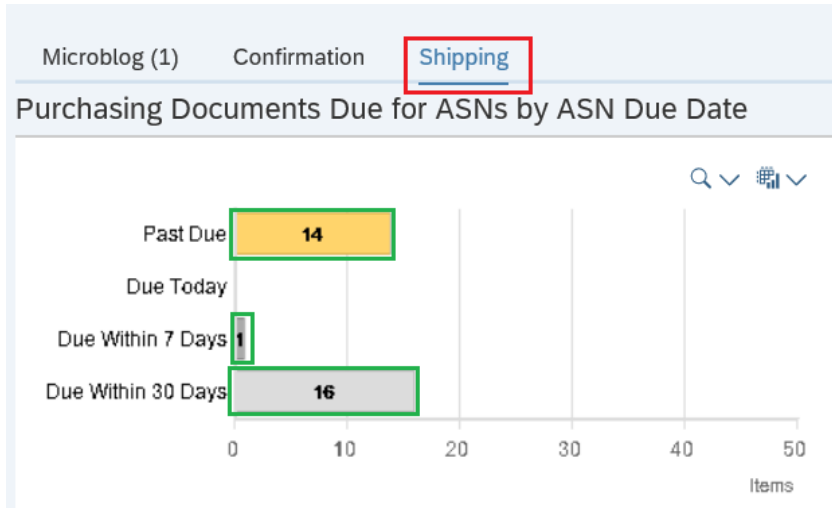 Microblog (1) Confirmation Shipping
Purchasing Documents Due for ASNs by ASN Due Date
Past Due 14
Due Today
Due Within 7 Days 1
Due Within 30 Days 16
0 10 20 30 40 50
Items